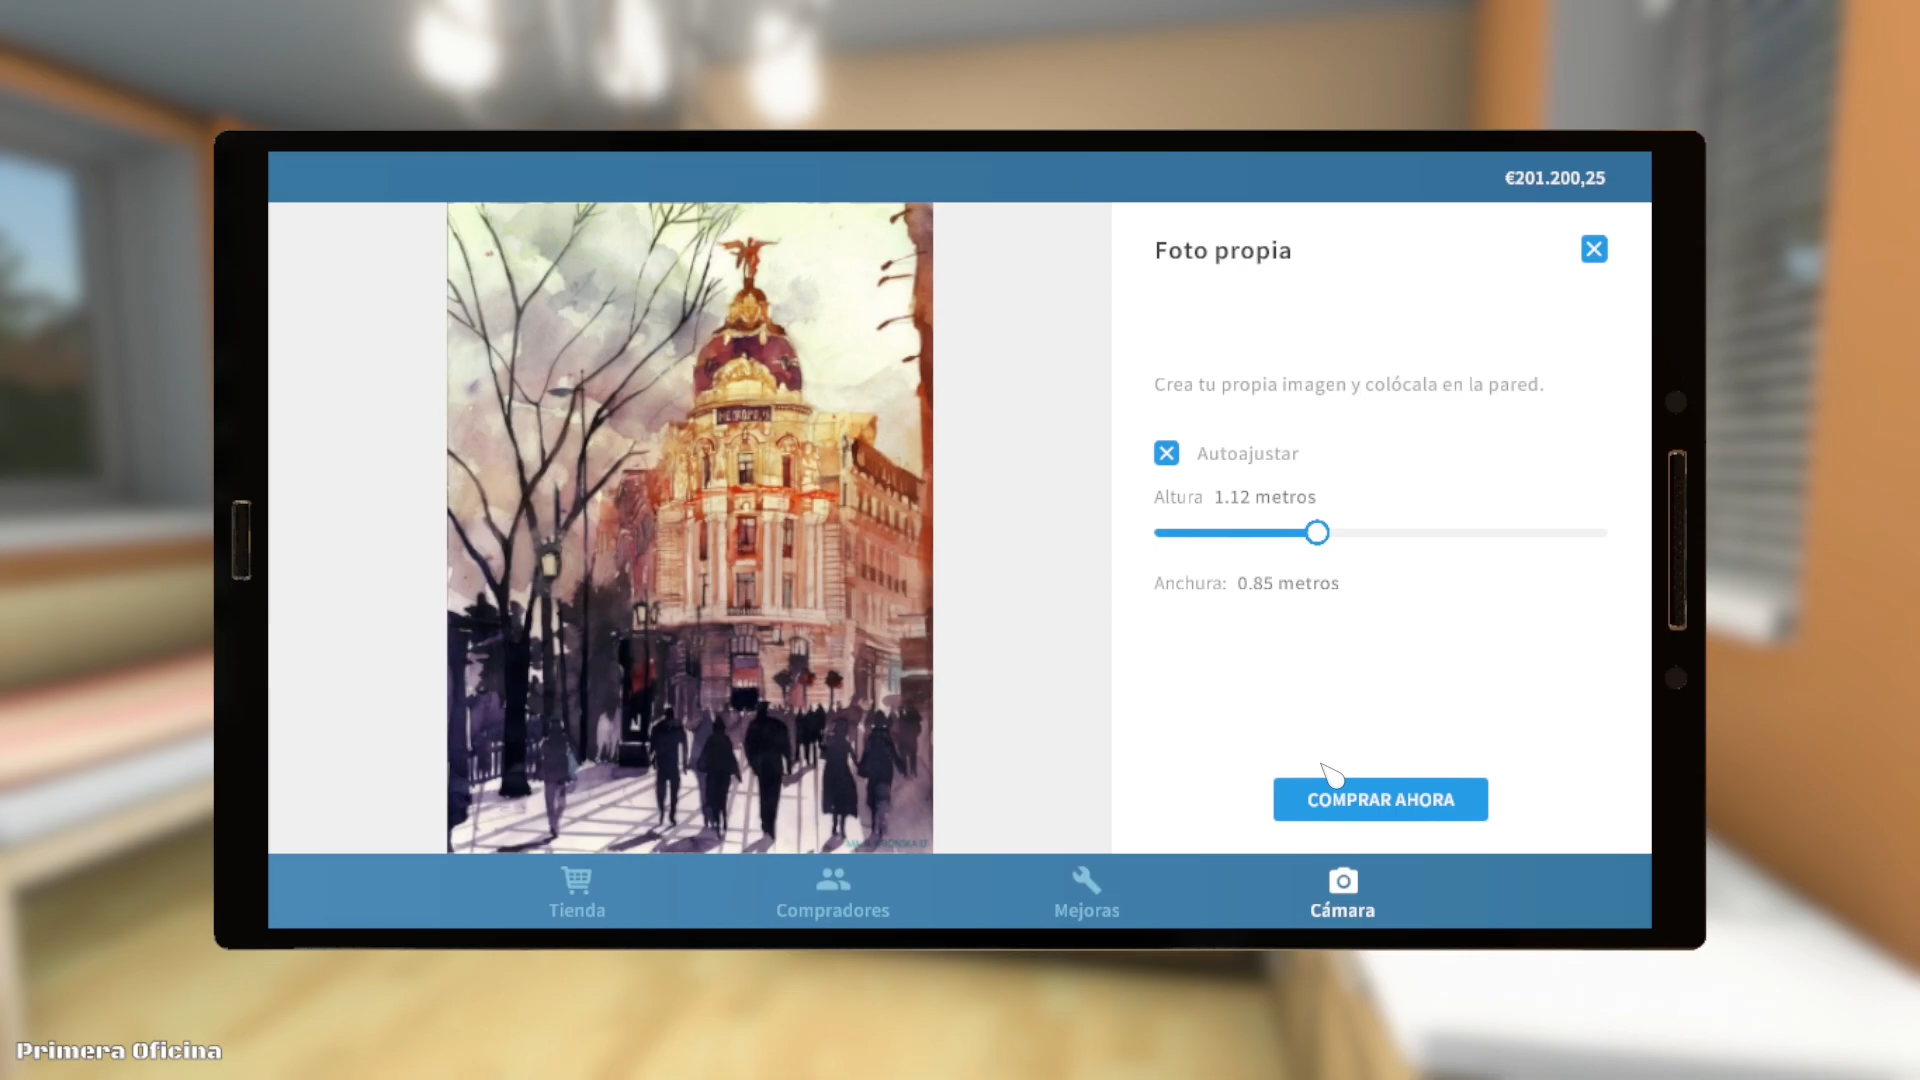 €201.200,25
Foto propia
Crea tu propia imagen y colócala en la pared.
Autoajustar
Altura 1.12 metros
Anchura: 0.85 metros
COMPRAR AHORA
METROPOLIS
Tienda
Compradores
Mejoras
Cámara
Primera Oficina